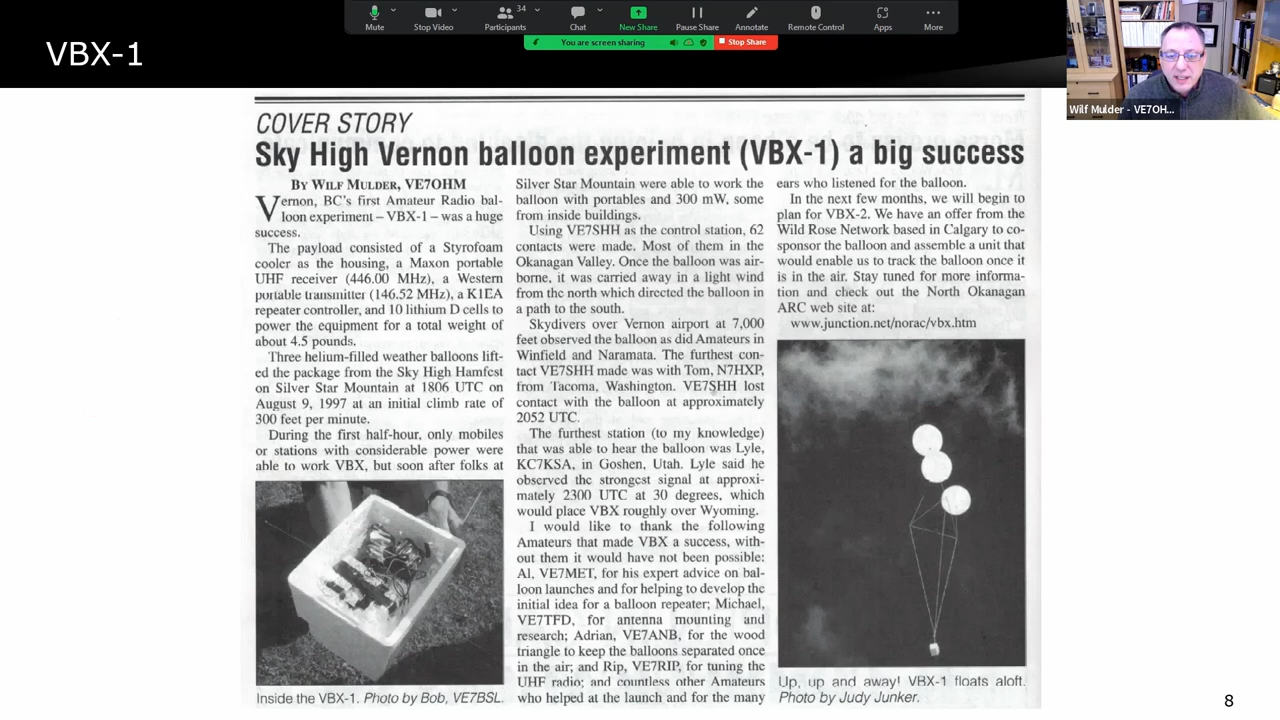 34
Mute
Stop Video
Participants
Chat
New Share
Pause Share
Annotate
Remote Control
Apps
More
You are screen sharing
Stop Share
VBX-1
Wilf Mulder - VE7OH...
COVER STORY
Sky High Vernon balloon experiment (VBX-1) a big success
BY WILF MULDER, VE7OHM
Vernon, BC's first Amateur Radio bal-
loon experiment – VBX-1 – was a huge
success.
The payload consisted of a Styrofoam
cooler as the housing, a Maxon portable
UHF receiver (446.00 MHz), a Western
portable transmitter (146.52 MHz), a K1EA
repeater controller, and 10 lithium D cells to
power the equipment for a total weight of
about 4.5 pounds.
Three helium-filled weather balloons lift-
ed the package from the Sky High Hamfest
on Silver Star Mountain at 1806 UTC on
August 9, 1997 at an initial climb rate of
300 feet per minute.
During the first half-hour, only mobiles
or stations with considerable power were
able to work VBX, but soon after folks at
Inside the VBX-1. Photo by Bob, VE7BSL.
Silver Star Mountain were able to work the
balloon with portables and 300 mW, some
from inside buildings.
Using VE7SHH as the control station, 62
contacts were made. Most of them in the
Okanagan Valley. Once the balloon was air-
borne, it was carried away in a light wind
from the north which directed the balloon in
a path to the south.
Skydivers over Vernon airport at 7,000
feet observed the balloon as did Amateurs in
Winfield and Naramata. The furthest con-
tact VE7SHH made was with Tom, N7HXP,
from Tacoma, Washington. VE7SHH lost
contact with the balloon at approximately
2052 UTC.
The furthest station (to my knowledge)
that was able to hear the balloon was Lyle,
KC7KSA, in Goshen, Utah. Lyle said he
observed the strongest signal at approxi-
mately 2300 UTC at 30 degrees, which
would place VBX roughly over Wyoming.
I would like to thank the following
Amateurs that made VBX a success, with-
out them it would have not been possible:
Al, VE7MET, for his expert advice on bal-
loon launches and for helping to develop the
initial idea for a balloon repeater; Michael,
VE7TFD, for antenna mounting and
research; Adrian, VE7ANB, for the wood
triangle to keep the balloons separated once
in the air; and Rip, VE7RIP, for tuning the
UHF radio; and countless other Amateurs
who helped at the launch and for the many
ears who listened for the balloon.
In the next few months, we will begin to
plan for VBX-2. We have an offer from the
Wild Rose Network based in Calgary to co-
sponsor the balloon and assemble a unit that
would enable us to track the balloon once it
is in the air. Stay tuned for more informa-
tion and check out the North Okanagan
ARC web site at:
www.junction.net/norac/vbx.htm
Up, up and away! VBX-1 floats aloft.
Photo by Judy Junker.
8